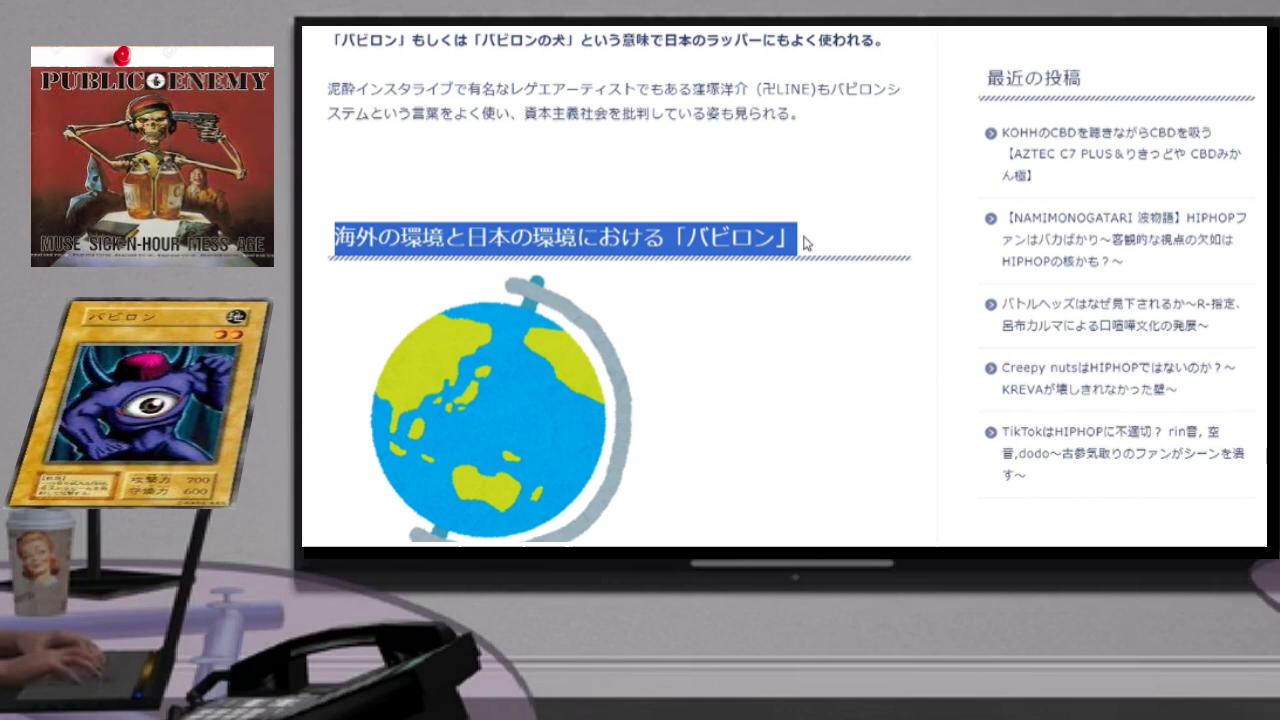 PUBLIC ENEMY
MUSE SICK-N-HOUR MESS AGE
バビロン
地
攻撃力 700
守備力 600
「バビロン」もしくは「バビロンの犬」という意味で日本のラッパーにもよく使われる。
泥酔インスタライブで有名なレゲエアーティストでもある窪塚洋介（卍LINE)もバビロンシ
ステムという言葉をよく使い、資本主義社会を批判している姿も見られる。
海外の環境と日本の環境における「バビロン」
最近の投稿
KOHHのCBDを聴きながらCBDを吸う
【AZTEC C7 PLUS＆りきっどや CBDみか
ん極】
【NAMIMONOGATARI 波物語】HIPHOPフ
ァンはバカばかり～客観的な視点の欠如は
HIPHOPの核かも？～
バトルヘッズはなぜ見下されるか～R-指定、
呂布カルマによる口喧嘩文化の発展～
Creepy nutsはHIPHOPではないのか？～
KREVAが壊しきれなかった壁～
TikTokはHIPHOPに不適切？ rin音, 空
音,dodo～古参気取りのファンがシーンを潰
す～